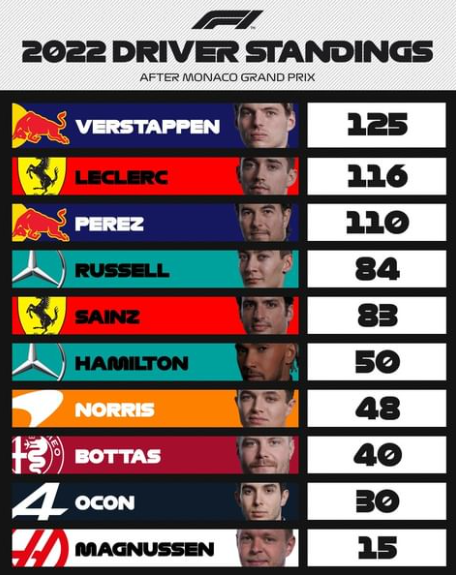 F1
2022 DRIVER STANDINGS
AFTER MONACO GRAND PRIX
VERSTAPPEN 125
LECLERC 116
PEREZ 110
RUSSELL 84
SAINZ 83
HAMILTON 50
NORRIS 48
BOTTAS 40
OCON 30
MAGNUSSEN 15